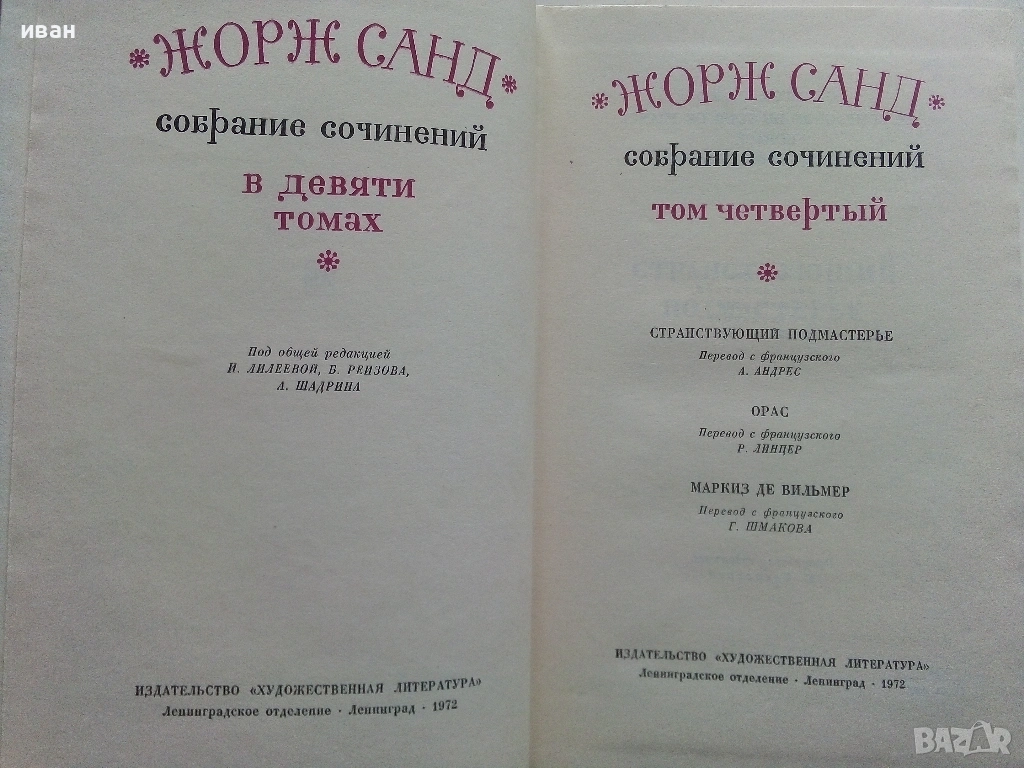 иван
ЖОРЖ САНД
собрание сочинений
в девяти
томах
Под общей редакцией
И. ЛИЛЕЕВОЙ, Б. РЕИЗОВА,
А. ШАДРИНА
ИЗДАТЕЛЬСТВО «ХУДОЖЕСТВЕННАЯ ЛИТЕРАТУРА»
Ленинградское отделение · Ленинград · 1972
ЖОРЖ САНД
собрание сочинений
том четвертый
СТРАНСТВУЮЩИЙ ПОДМАСТЕРЬЕ
Перевод с французского
А. АНДРЕС
ОРАС
Перевод с французского
Р. ЛИНЦЕР
МАРКИЗ ДЕ ВИЛЬМЕР
Перевод с французского
Г. ШМАКОВА
ИЗДАТЕЛЬСТВО «ХУДОЖЕСТВЕННАЯ ЛИТЕРАТУРА»
Ленинградское отделение · Ленинград · 1972
BAZAR